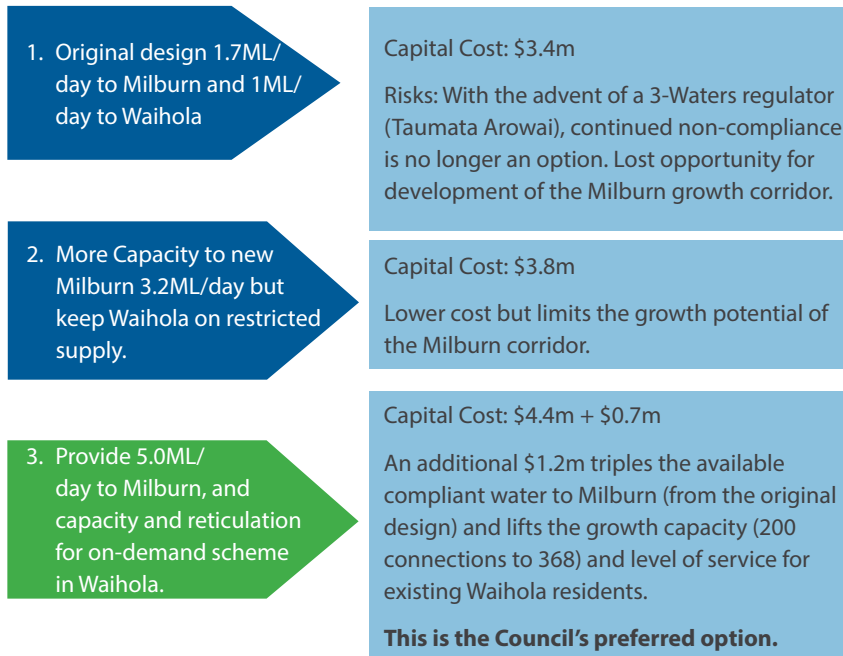 1. Original design 1.7ML/
day to Milburn and 1ML/
day to Waihola
Capital Cost: $3.4m
Risks: With the advent of a 3-Waters regulator
(Taumata Arowai), continued non-compliance
is no longer an option. Lost opportunity for
development of the Milburn growth corridor.
2. More Capacity to new
Milburn 3.2ML/day but
keep Waihola on restricted
supply.
Capital Cost: $3.8m
Lower cost but limits the growth potential of
the Milburn corridor.
3. Provide 5.0ML/
day to Milburn, and
capacity and reticulation
for on-demand scheme
in Waihola.
Capital Cost: $4.4m + $0.7m
An additional $1.2m triples the available
compliant water to Milburn (from the original
design) and lifts the growth capacity (200
connections to 368) and level of service for
existing Waihola residents.
This is the Council’s preferred option.